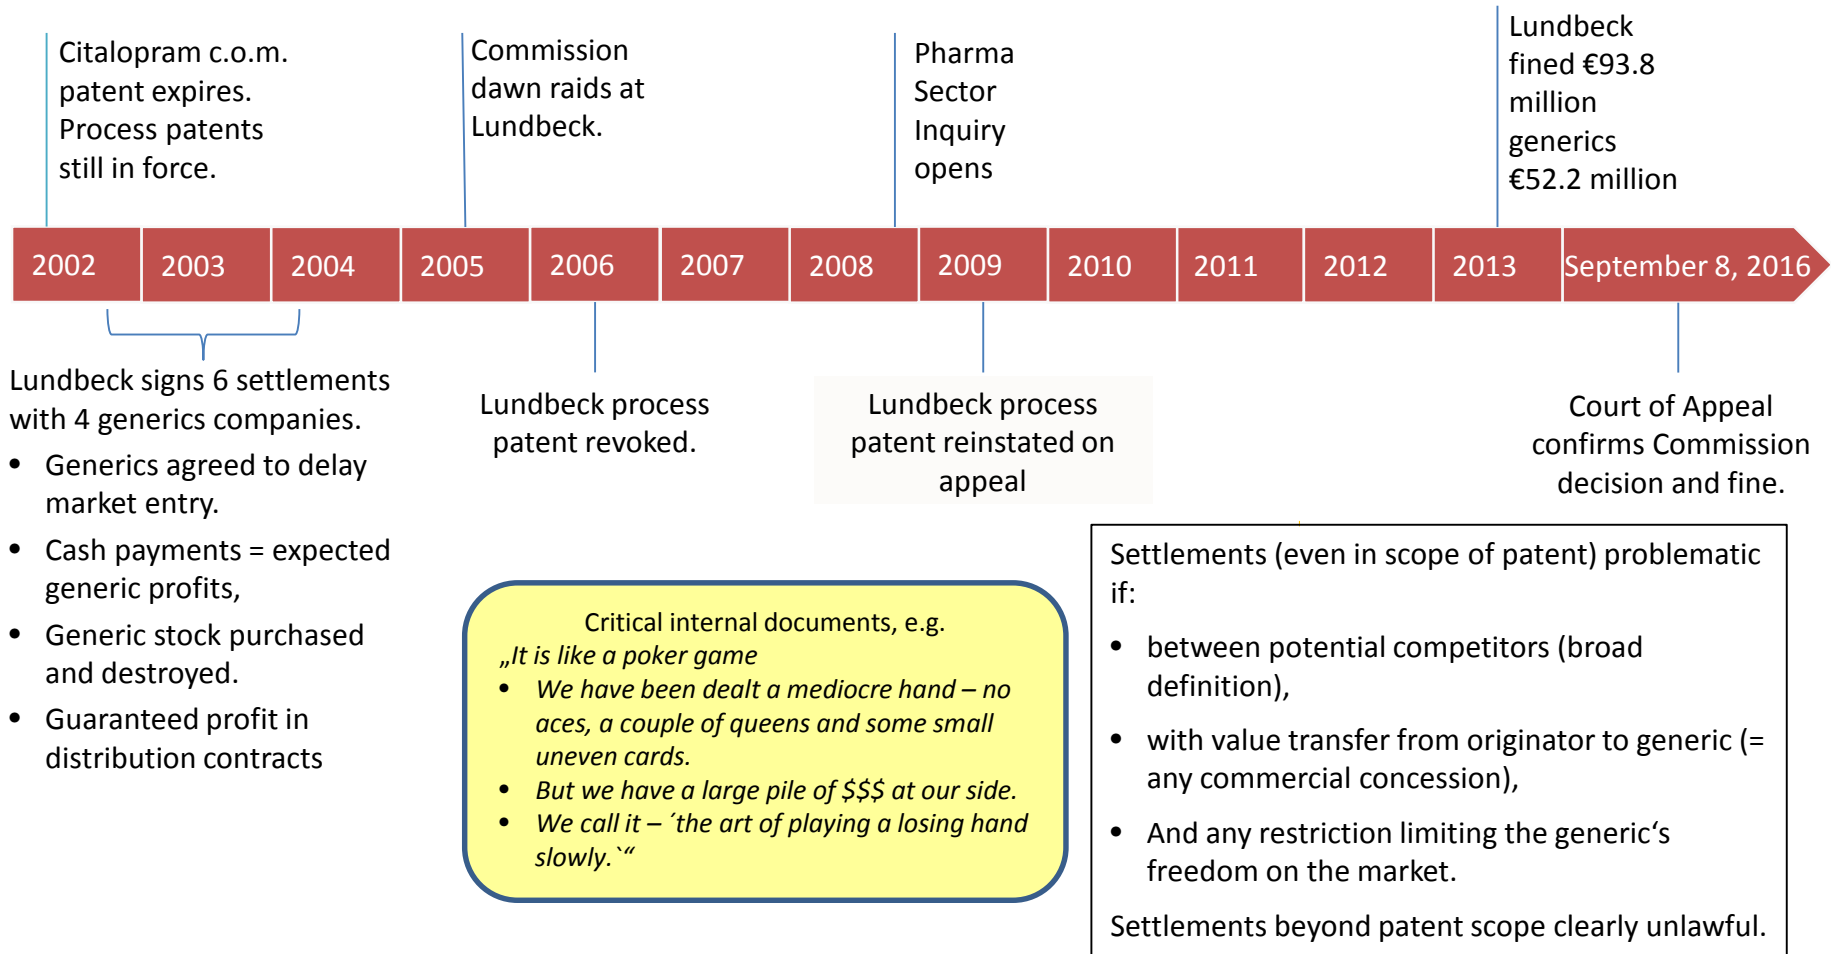 Citalopram c.o.m.
patent expires.
Process patents
still in force.
Commission
dawn raids at
Lundbeck.
Pharma
Sector
Inquiry
opens
Lundbeck
fined €93.8
million
generics
€52.2 million
2002 2003 2004 2005 2006 2007 2008 2009 2010 2011 2012 2013 September 8, 2016
Lundbeck signs 6 settlements
with 4 generics companies.
• Generics agreed to delay
market entry.
• Cash payments = expected
generic profits,
• Generic stock purchased
and destroyed.
• Guaranteed profit in
distribution contracts
Lundbeck process
patent revoked.
Lundbeck process
patent reinstated on
appeal
Court of Appeal
confirms Commission
decision and fine.
Critical internal documents, e.g.
„It is like a poker game
• We have been dealt a mediocre hand – no
aces, a couple of queens and some small
uneven cards.
• But we have a large pile of $$$ at our side.
• We call it – ´the art of playing a losing hand
slowly.`“
Settlements (even in scope of patent) problematic
if:
• between potential competitors (broad
definition),
• with value transfer from originator to generic (=
any commercial concession),
• And any restriction limiting the generic‘s
freedom on the market.
Settlements beyond patent scope clearly unlawful.